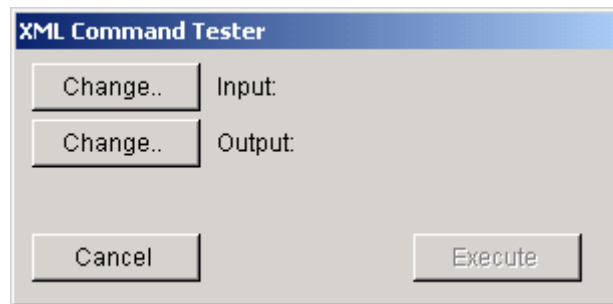 XML Command Tester
Change.. Input:
Change.. Output:
Cancel Execute